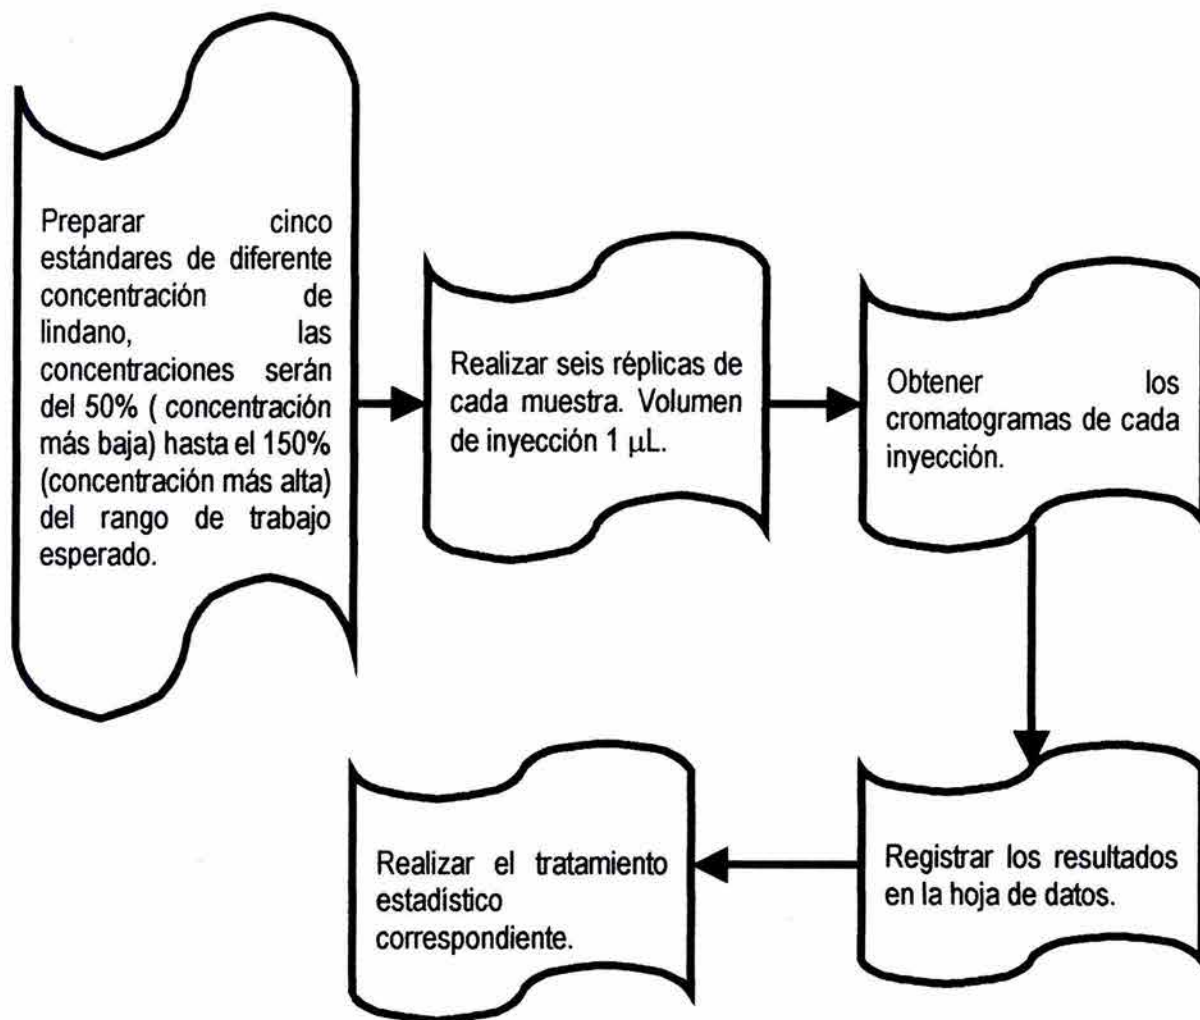 Preparar cinco
estándares de diferente
concentración de
lindano, las
concentraciones serán
del 50% ( concentración
más baja) hasta el 150%
(concentración más alta)
del rango de trabajo
esperado.
Realizar seis réplicas de
cada muestra. Volumen
de inyección 1 µL.
Obtener los
cromatogramas de cada
inyección.
Registrar los resultados
en la hoja de datos.
Realizar el tratamiento
estadístico
correspondiente.